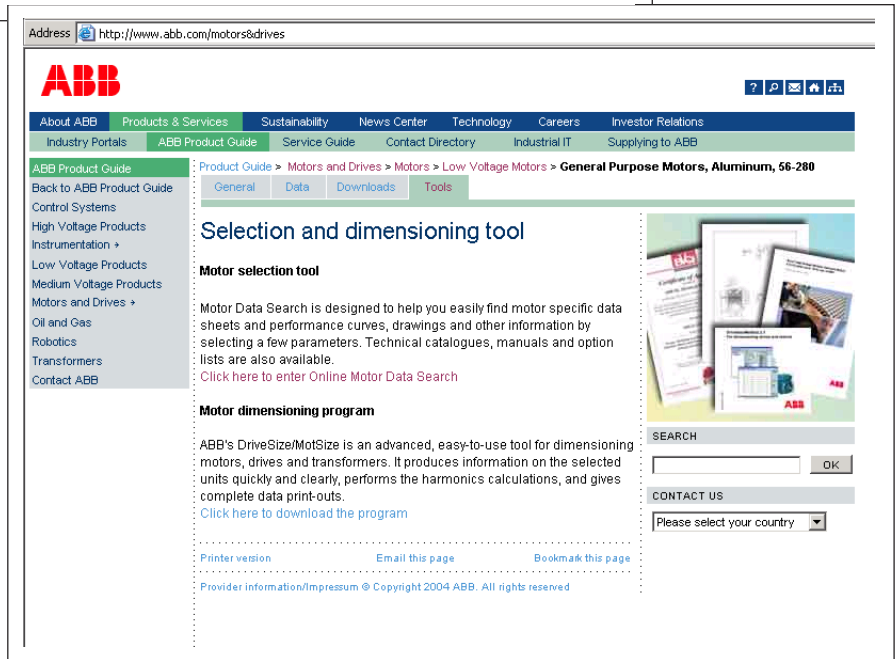 Address http://www.abb.com/motors&drives
ABB
About ABB Products & Services Sustainability News Center Technology Careers Investor Relations
Industry Portals ABB Product Guide Service Guide Contact Directory Industrial IT Supplying to ABB
ABB Product Guide
Back to ABB Product Guide
Control Systems
High Voltage Products
Instrumentation
Low Voltage Products
Medium Voltage Products
Motors and Drives
Oil and Gas
Robotics
Transformers
Contact ABB
Product Guide » Motors and Drives » Motors » Low Voltage Motors » General Purpose Motors, Aluminum, 56-280
General Data Downloads Tools
Selection and dimensioning tool
Motor selection tool
Motor Data Search is designed to help you easily find motor specific data
sheets and performance curves, drawings and other information by
selecting a few parameters. Technical catalogues, manuals and option
lists are also available.
Click here to enter Online Motor Data Search
Motor dimensioning program
ABB's DriveSize/MotSize is an advanced, easy-to-use tool for dimensioning
motors, drives and transformers. It produces information on the selected
units quickly and clearly, performs the harmonics calculations, and gives
complete data print-outs.
Click here to download the program
Printer version Email this page Bookmark this page
Provider information/Impressum © Copyright 2004 ABB. All rights reserved
ABB
ABB
SEARCH
OK
CONTACT US
Please select your country